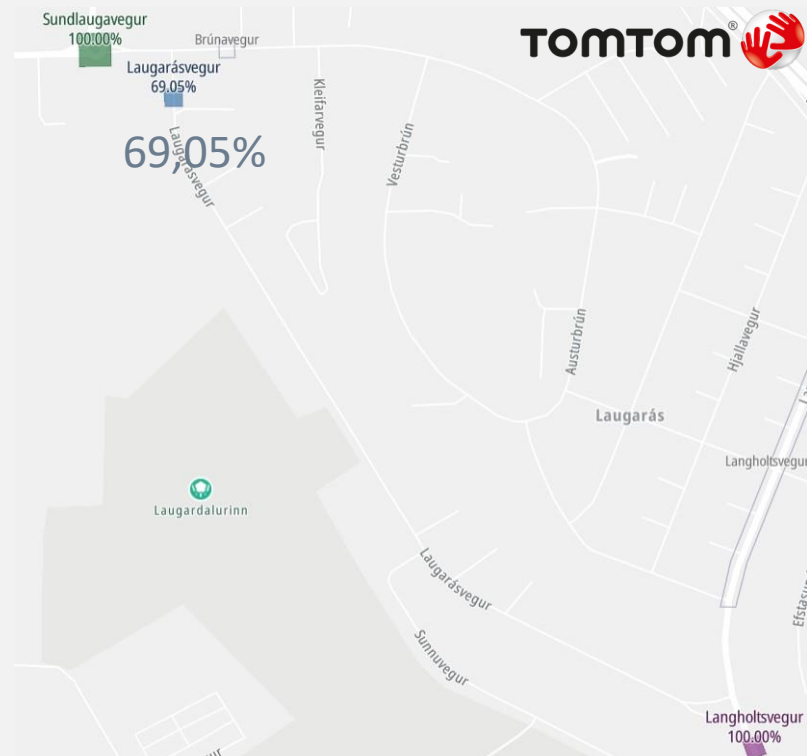 Sundlaugavegur
100.00%
TOMTOM®
Brúnavegur
Laugarásvegur
69.05%
Kleifarvegur
69,05%
Laugarásvegur
Vesturbrún
Austurbrún
Hjallavegur
Laugarás
Langholtsvegur
Laugardalurinn
Laugarásvegur
Sunnuvegur
Langholtsvegur
100.00%